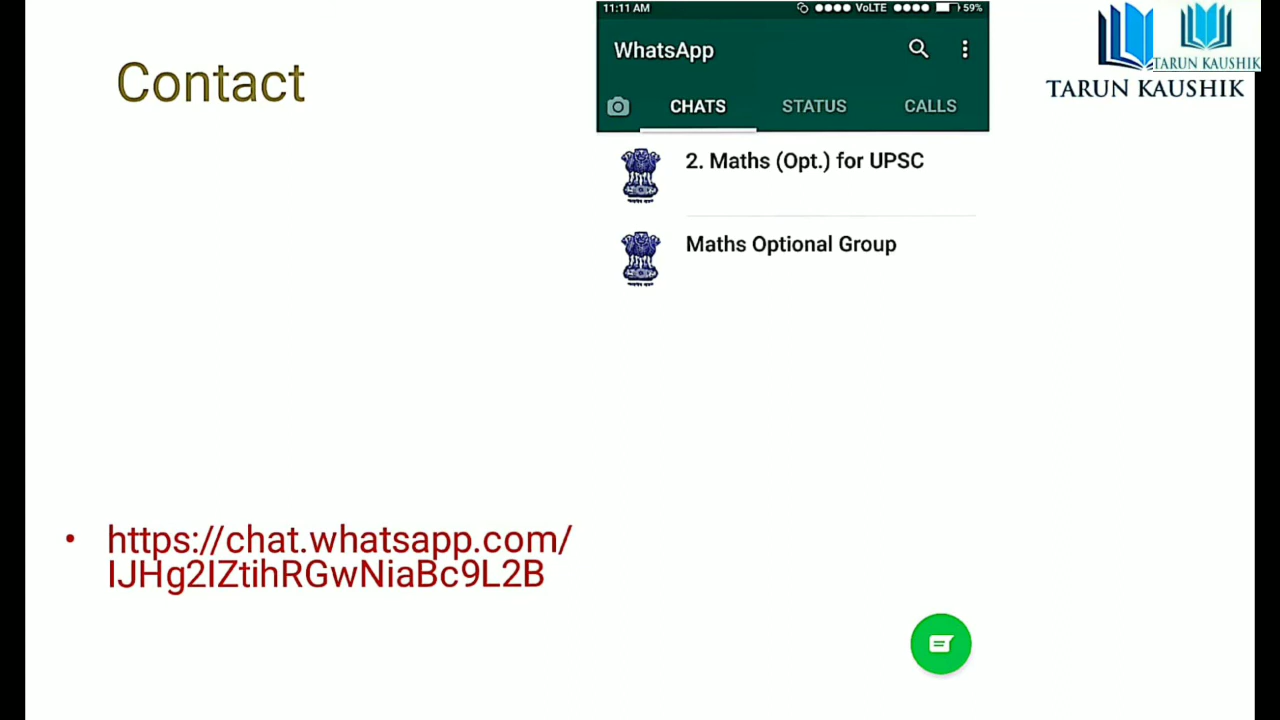 Contact
11:11 AM VoLTE 59%
WhatsApp
CHATS STATUS CALLS
2. Maths (Opt.) for UPSC
Maths Optional Group
TARUN KAUSHIK
TARUN KAUSHIK
https://chat.whatsapp.com/
IJHg2IZtihRGwNiaBc9L2B